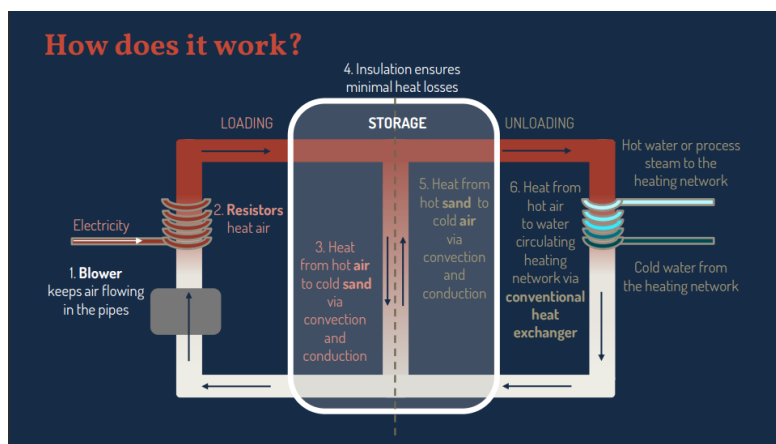 How does it work?
4. Insulation ensures
minimal heat losses
LOADING
STORAGE
UNLOADING
Electricity
1. Blower
keeps air flowing
in the pipes
2. Resistors
heat air
3. Heat
from hot air
to cold sand
via
convection
and
conduction
5. Heat from
hot sand to
cold air
via
convection
and
conduction
6. Heat from
hot air
to water
circulating
heating
network via
conventional
heat
exchanger
Hot water or process
steam to the
heating network
Cold water from
the heating network